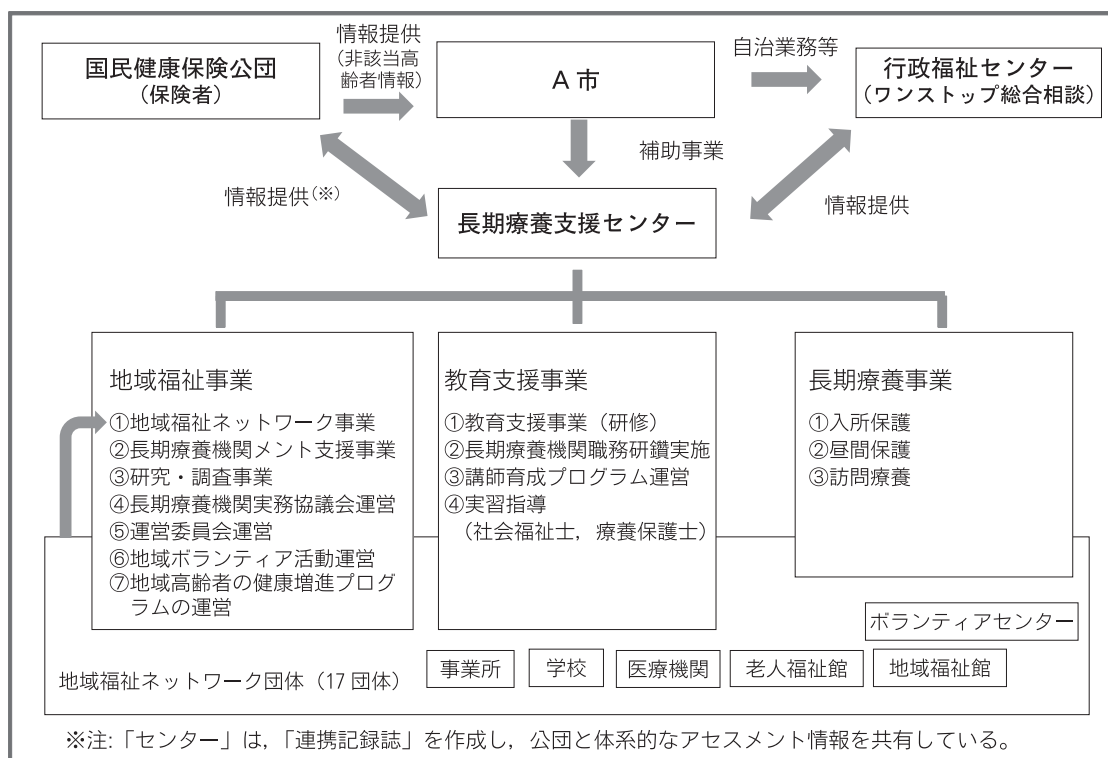 国民健康保険公団
（保険者）
情報提供
（非該当高
齢者情報）
A 市
自治業務等
行政福祉センター
（ワンストップ総合相談）
補助事業
情報提供（※）
長期療養支援センター
情報提供
地域福祉事業
①地域福祉ネットワーク事業
②長期療養機関メント支援事業
③研究・調査事業
④長期療養機関実務協議会運営
⑤運営委員会運営
⑥地域ボランティア活動運営
⑦地域高齢者の健康増進プログ
ラムの運営
教育支援事業
①教育支援事業（研修）
②長期療養機関職務研鑽実施
③講師育成プログラム運営
④実習指導
（社会福祉士，療養保護士）
長期療養事業
①入所保護
②昼間保護
③訪問療養
ボランティアセンター
地域福祉ネットワーク団体（17 団体）
事業所
学校
医療機関
老人福祉館
地域福祉館
※注:「センター」は，「連携記録誌」を作成し，公団と体系的なアセスメント情報を共有している。